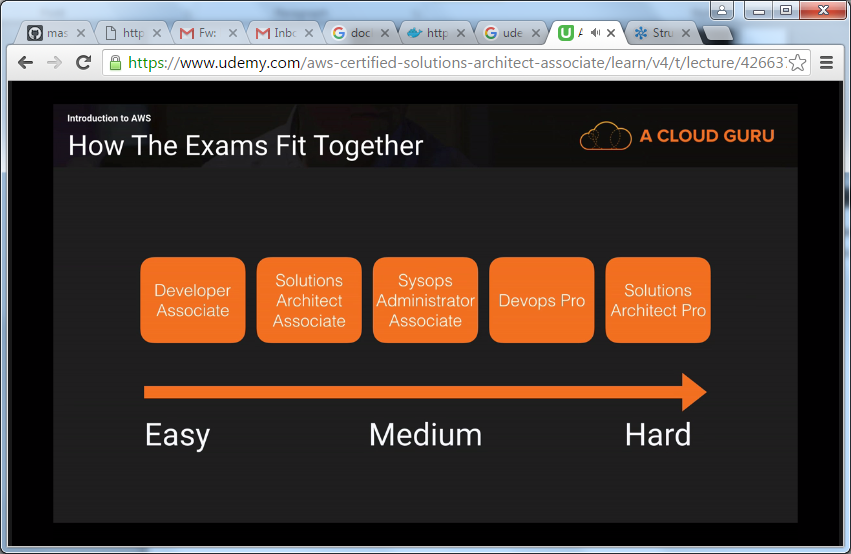 mas
http
Fw:
Inbo
doc
http
ude
Stru
https://www.udemy.com/aws-certified-solutions-architect-associate/learn/v4/t/lecture/426637
Introduction to AWS
How The Exams Fit Together
A CLOUD GURU
Developer
Associate
Solutions
Architect
Associate
Sysops
Administrator
Associate
Devops Pro
Solutions
Architect Pro
Easy
Medium
Hard